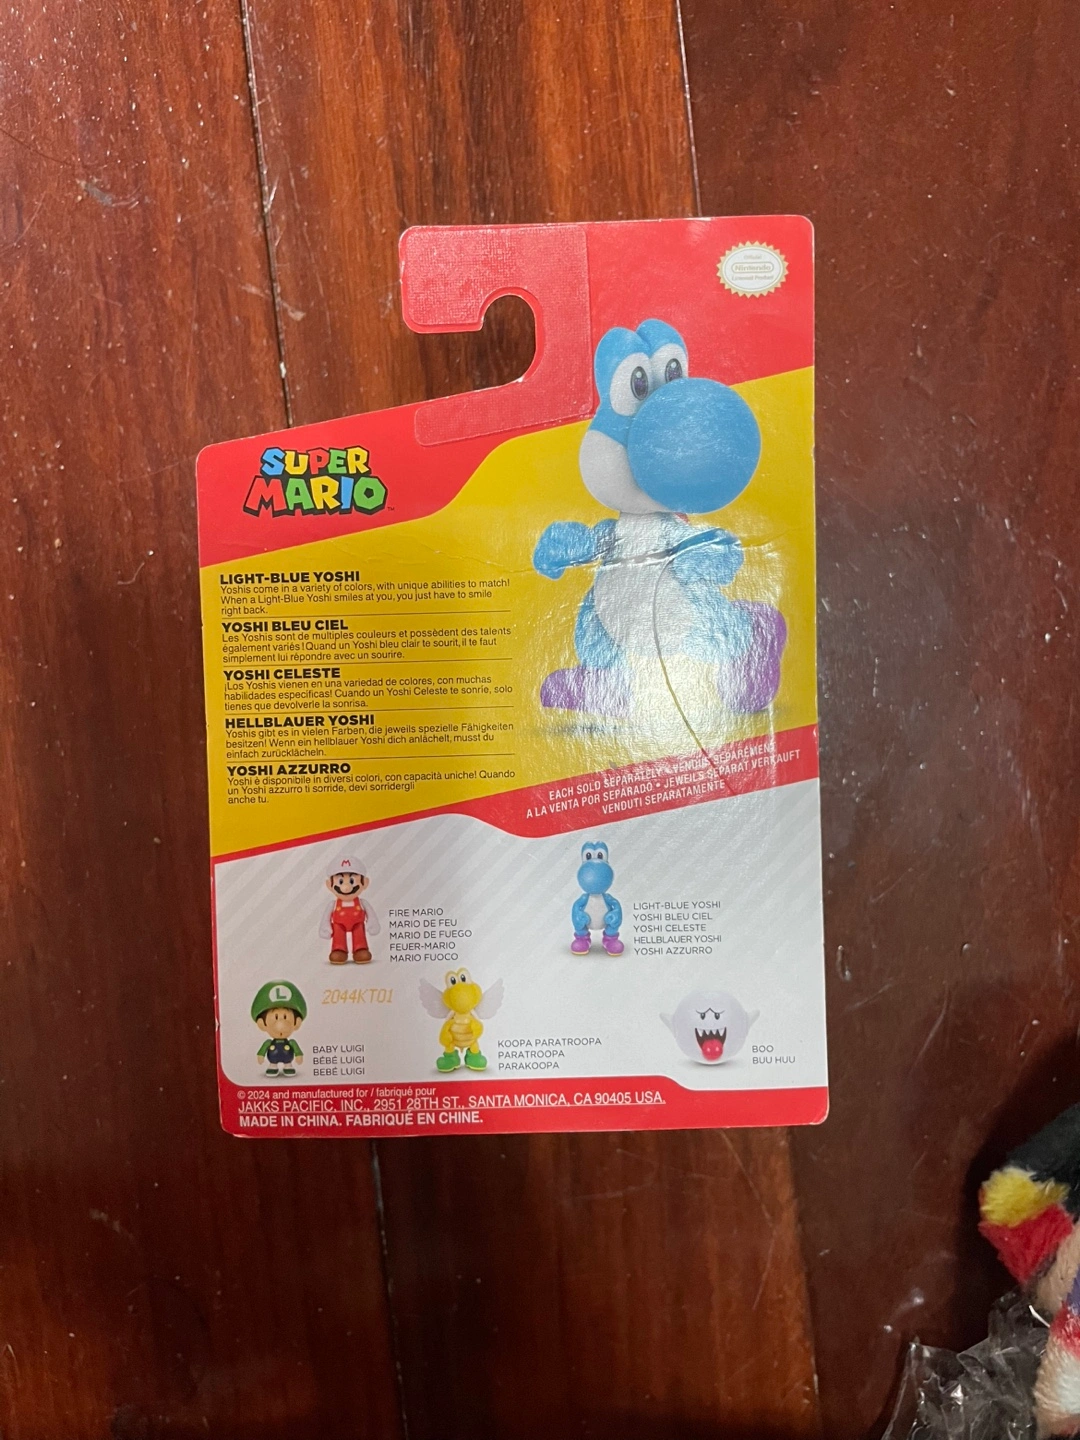 Official
Nintendo
Licensed Product
SUPER
MARIO
LIGHT-BLUE YOSHI
Yoshis come in a variety of colors, with unique abilities to match!
When a Light-Blue Yoshi smiles at you, you just have to smile
right back.
YOSHI BLEU CIEL
Les Yoshis sont de multiples couleurs et possèdent des talents
également variés ! Quand un Yoshi bleu clair te sourit, il te faut
simplement lui répondre avec un sourire.
YOSHI CELESTE
¡Los Yoshis vienen en una variedad de colores, con muchas
habilidades específicas! Cuando un Yoshi Celeste te sonríe, solo
tienes que devolverle la sonrisa.
HELLBLAUER YOSHI
Yoshis gibt es in vielen Farben, die jeweils spezielle Fähigkeiten
besitzen! Wenn ein hellblauer Yoshi dich anlächelt, musst du
einfach zurücklächeln.
YOSHI AZZURRO
Yoshi è disponibile in diversi colori, con capacità uniche! Quando
un Yoshi azzurro ti sorride, devi sorridergli
anche tu.
EACH SOLD SEPARATELY • VENDUS SÉPARÉMENT
A LA VENTA POR SEPARADO • JEWEILS SEPARAT VERKAUFT
VENDUTI SEPARATAMENTE
FIRE MARIO
MARIO DE FEU
MARIO DE FUEGO
FEUER-MARIO
MARIO FUOCO
LIGHT-BLUE YOSHI
YOSHI BLEU CIEL
YOSHI CELESTE
HELLBLAUER YOSHI
YOSHI AZZURRO
2044KT01
BABY LUIGI
BÉBÉ LUIGI
BEBÉ LUIGI
KOOPA PARATROOPA
PARATROOPA
PARAKOOPA
BOO
BUU HUU
© 2024 and manufactured for / fabriqué pour
JAKKS PACIFIC, INC., 2951 28TH ST., SANTA MONICA, CA 90405 USA.
MADE IN CHINA. FABRIQUÉ EN CHINE.